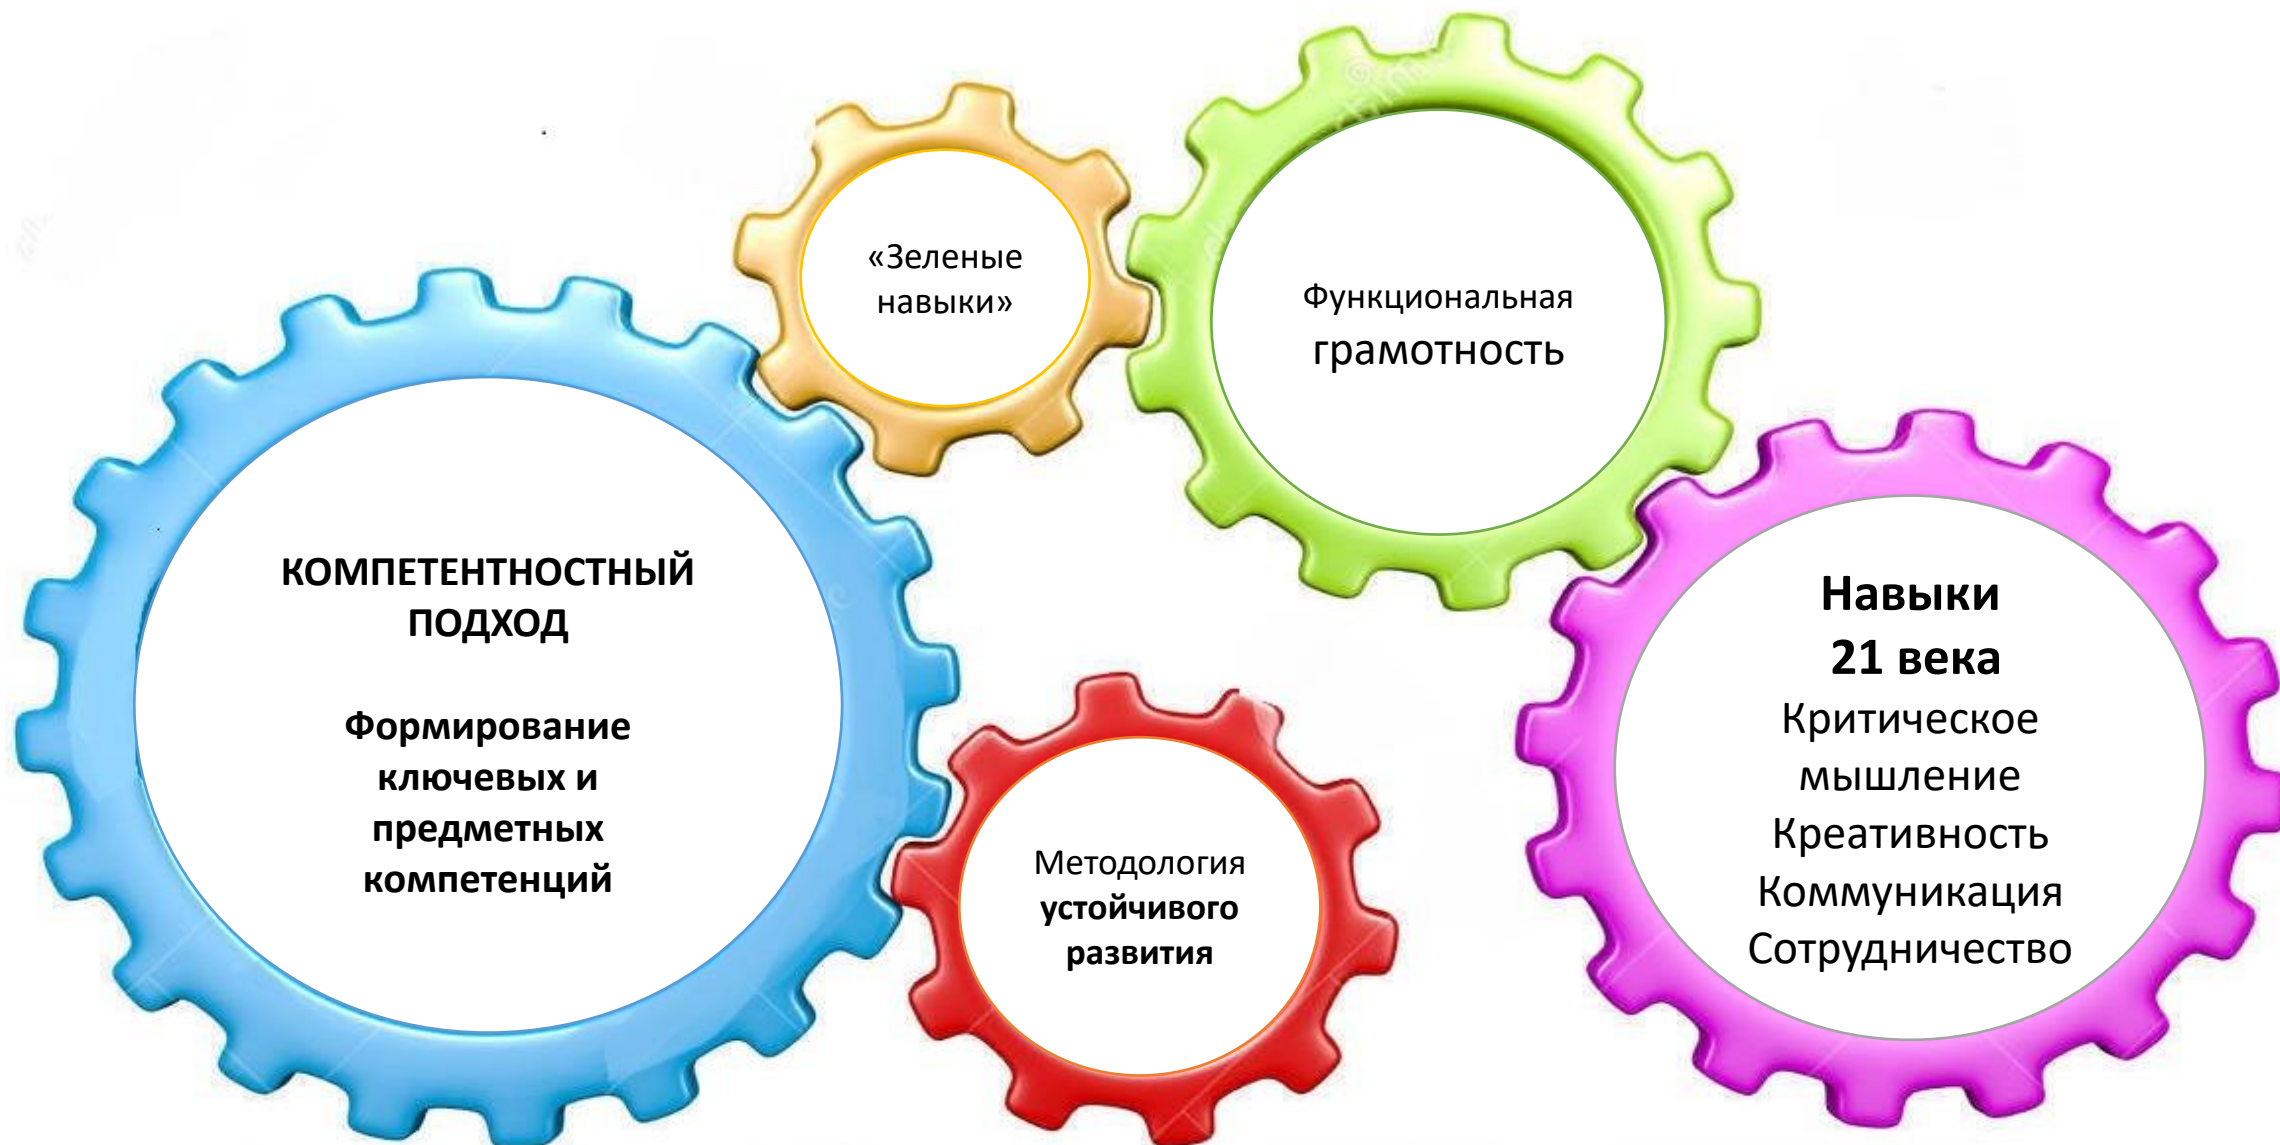 «Зеленые
навыки»
Функциональная
грамотность
КОМПЕТЕНТНОСТНЫЙ
ПОДХОД
Формирование
ключевых и
предметных
компетенций
Методология
устойчивого
развития
Навыки
21 века
Критическое
мышление
Креативность
Коммуникация
Сотрудничество